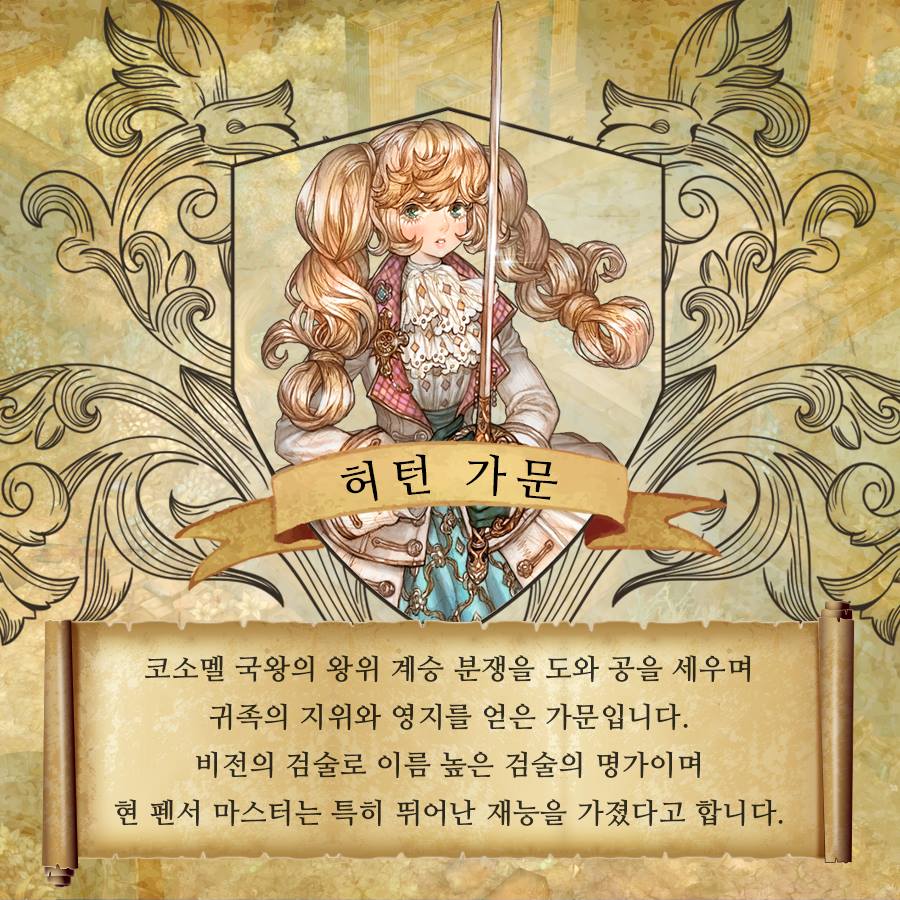 허턴 가문
코소멜 국왕의 왕위 계승 분쟁을 도와 공을 세우며
귀족의 지위와 영지를 얻은 가문입니다.
비전의 검술로 이름 높은 검술의 명가이며
현 펜서 마스터는 특히 뛰어난 재능을 가졌다고 합니다.